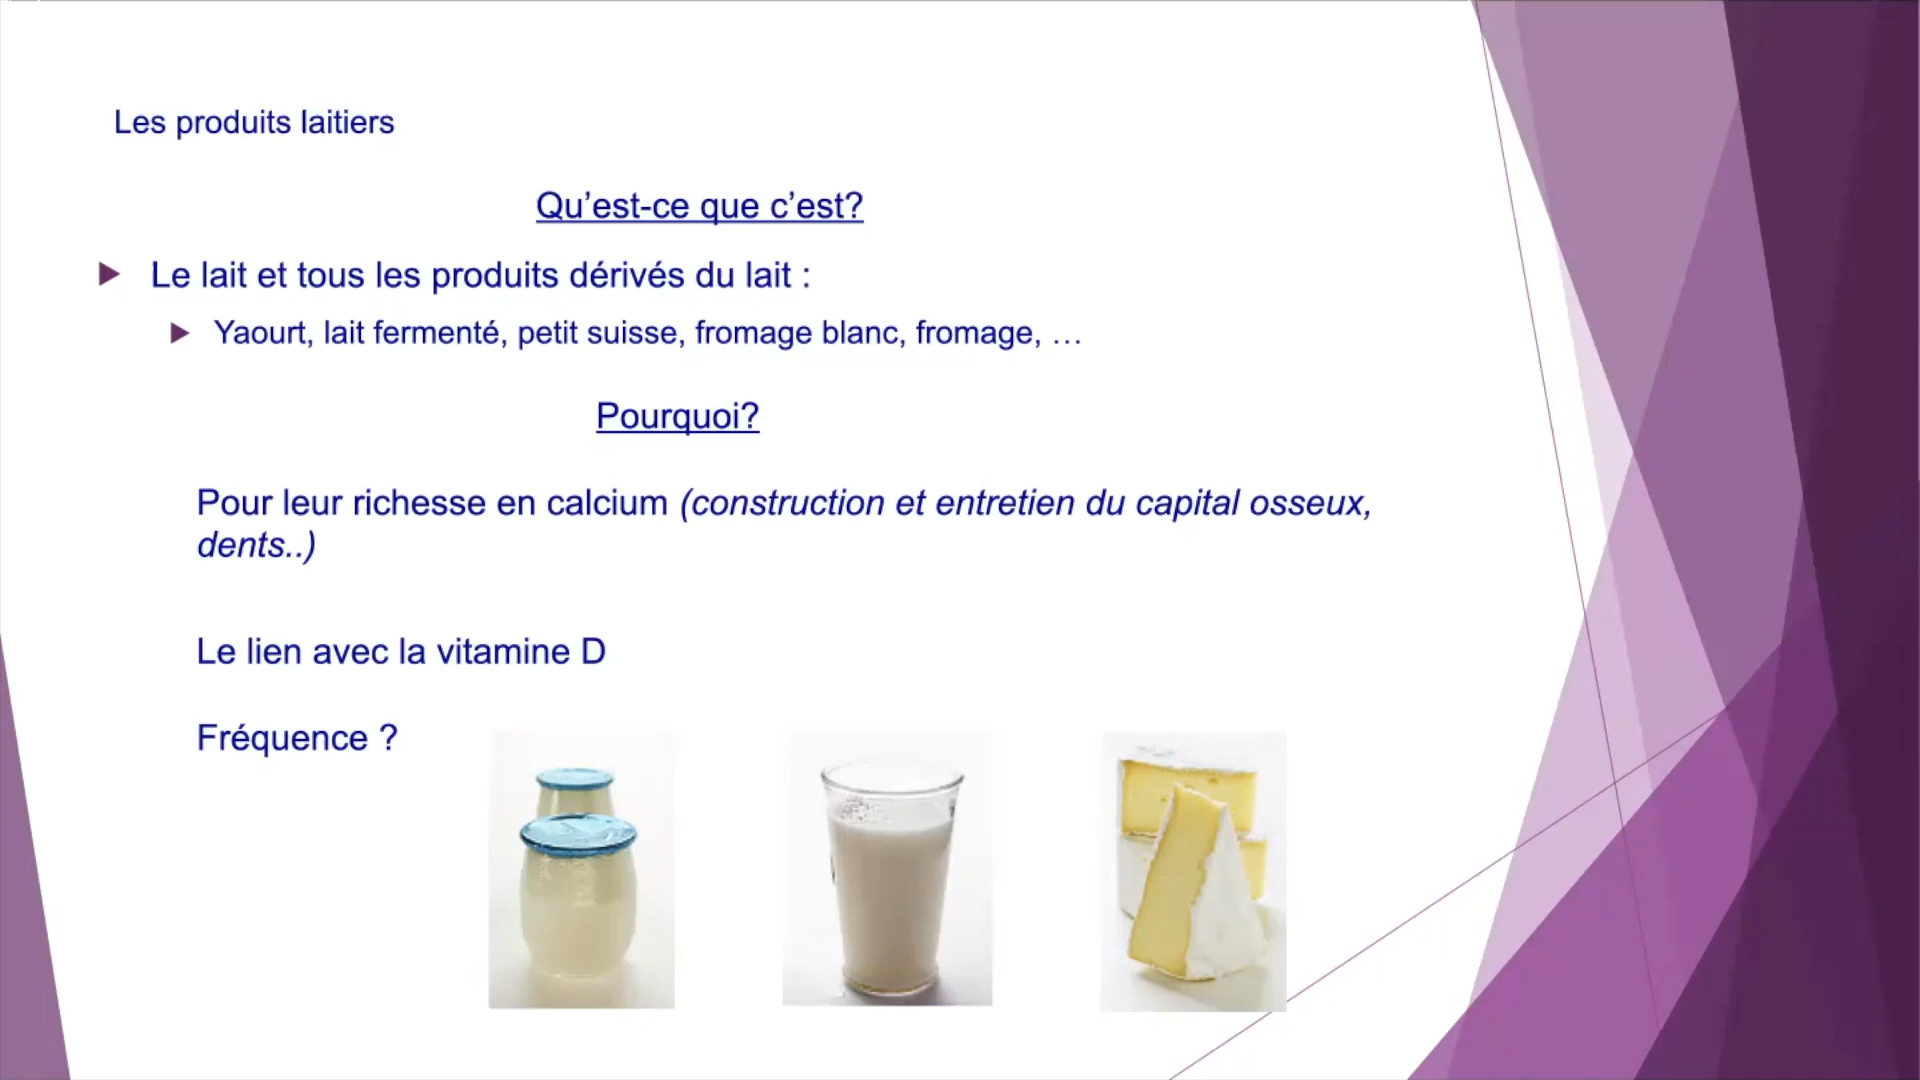 Les produits laitiers
Qu’est-ce que c’est?
Le lait et tous les produits dérivés du lait :
Yaourt, lait fermenté, petit suisse, fromage blanc, fromage, …
Pourquoi?
Pour leur richesse en calcium (construction et entretien du capital osseux,
dents..)
Le lien avec la vitamine D
Fréquence ?